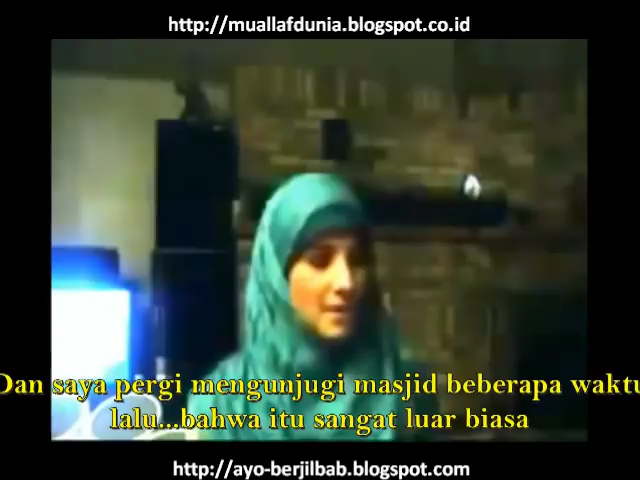 http://muallafdunia.blogspot.co.id
Dan saya pergi mengunjugi masjid beberapa waktu
lalu...bahwa itu sangat luar biasa
http://ayo-berjilbab.blogspot.com